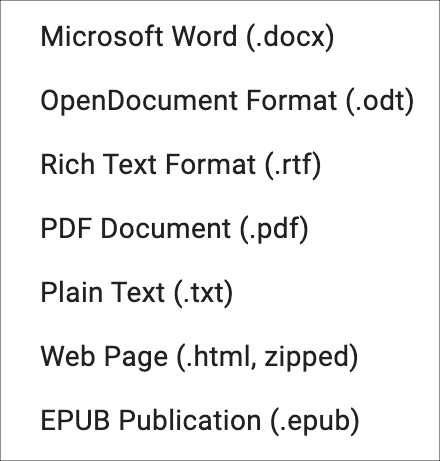 Microsoft Word (.docx)
OpenDocument Format (.odt)
Rich Text Format (.rtf)
PDF Document (.pdf)
Plain Text (.txt)
Web Page (.html, zipped)
EPUB Publication (.epub)